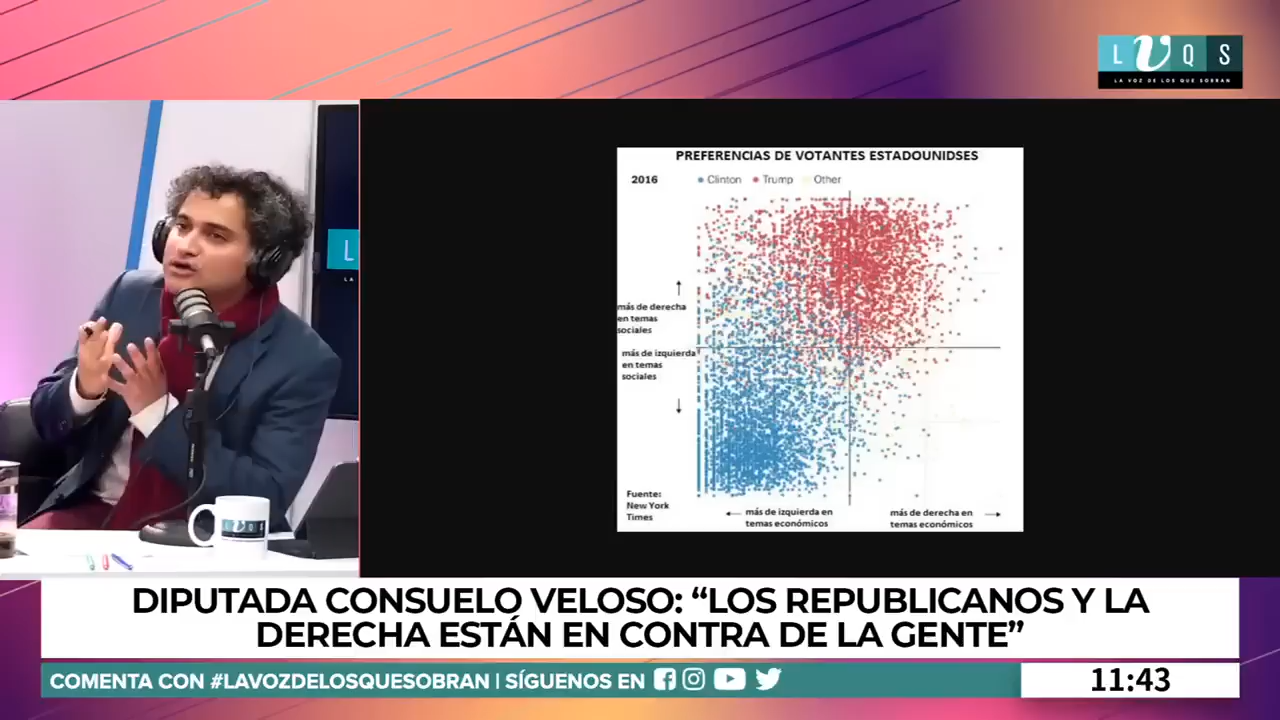 L V Q S
LA VOZ DE LOS QUE SOBRAN
PREFERENCIAS DE VOTANTES ESTADOUNIDSES
2016
Clinton Trump Other
más de derecha
en temas
sociales
más de izquierda
en temas
sociales
Fuente:
New York
Times
más de izquierda en
temas económicos
más de derecha en
temas económicos
L
LA
L V Q S
DIPUTADA CONSUELO VELOSO: “LOS REPUBLICANOS Y LA
DERECHA ESTÁN EN CONTRA DE LA GENTE”
COMENTA CON #LAVOZDELOSQUESOBRAN | SÍGUENOS EN
11:43